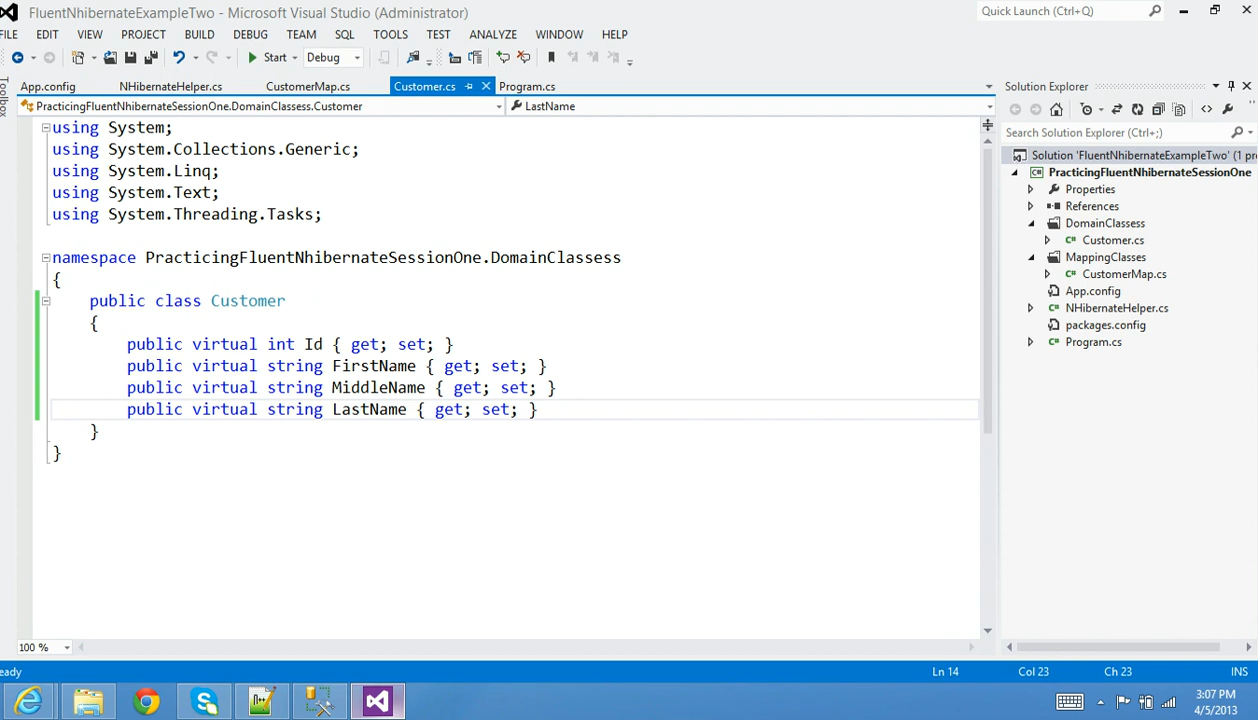 FluentNhibernateExampleTwo - Microsoft Visual Studio (Administrator)
Quick Launch (Ctrl+Q)
FILE EDIT VIEW PROJECT BUILD DEBUG TEAM SQL TOOLS TEST ANALYZE WINDOW HELP
Start Debug
Toolbox
App.config NHibernateHelper.cs CustomerMap.cs Customer.cs Program.cs
PracticingFluentNhibernateSessionOne.DomainClassess.Customer LastName
using System;
using System.Collections.Generic;
using System.Linq;
using System.Text;
using System.Threading.Tasks;
namespace PracticingFluentNhibernateSessionOne.DomainClassess
{
public class Customer
{
public virtual int Id { get; set; }
public virtual string FirstName { get; set; }
public virtual string MiddleName { get; set; }
public virtual string LastName { get; set; }
}
}
Solution Explorer
Search Solution Explorer (Ctrl+;)
Solution 'FluentNhibernateExampleTwo' (1 pro
PracticingFluentNhibernateSessionOne
Properties
References
DomainClassess
C# Customer.cs
MappingClasses
C# CustomerMap.cs
App.config
NHibernateHelper.cs
packages.config
C# Program.cs
100 %
eady Ln 14 Col 23 Ch 23 INS
3:07 PM
4/5/2013